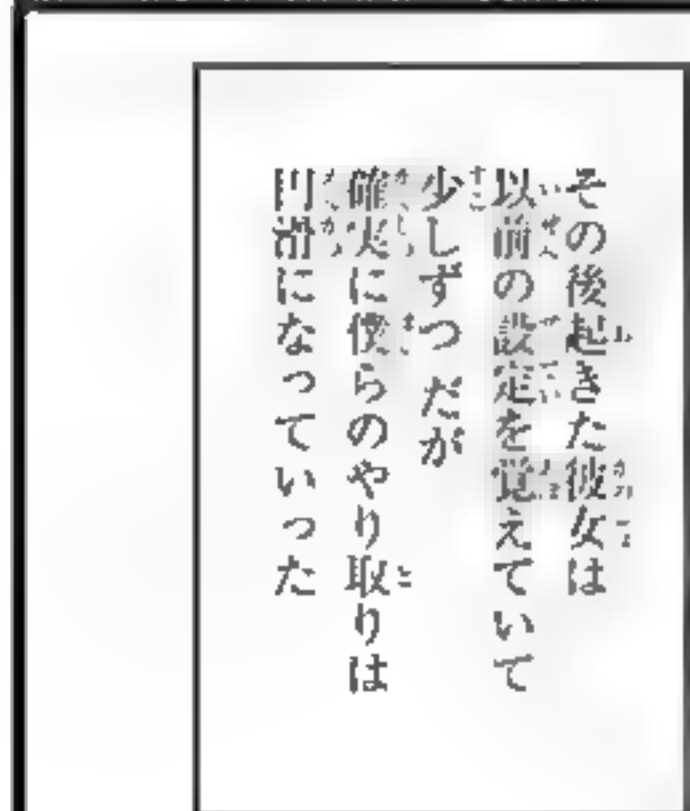 その後起きた彼女は
以前の設定を覚えていて
少しずつ だが
確実に僕らのやり取りは
円滑になっていった